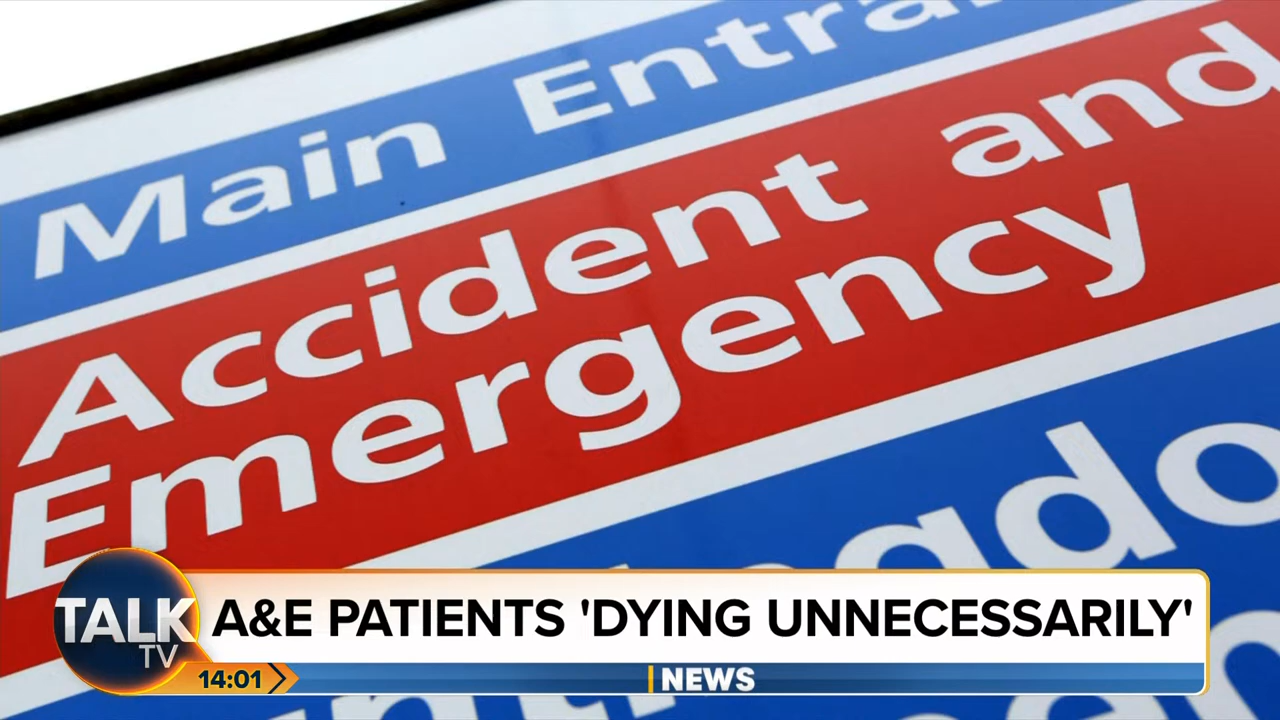 Main Entra
Accident and
Emergency
TALK
TV
A&E PATIENTS 'DYING UNNECESSARILY'
14:01
NEWS